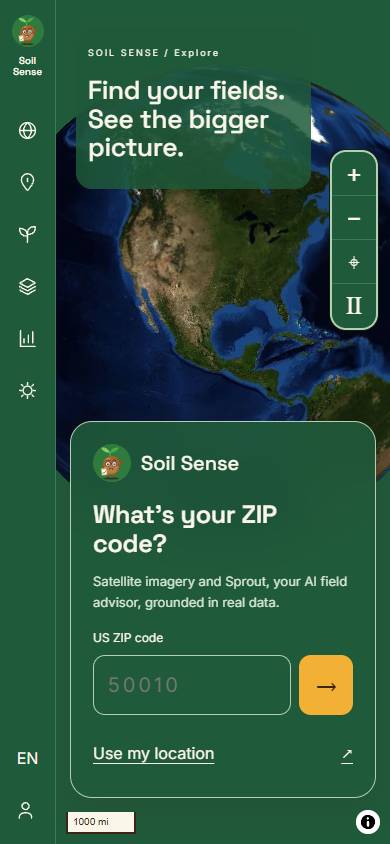 Soil
Sense
SOIL SENSE / Explore
Find your fields.
See the bigger
picture.
+
−
II
Soil Sense
What's your ZIP
code?
Satellite imagery and Sprout, your AI field
advisor, grounded in real data.
US ZIP code
50010
→
Use my location ↗
EN
1000 mi